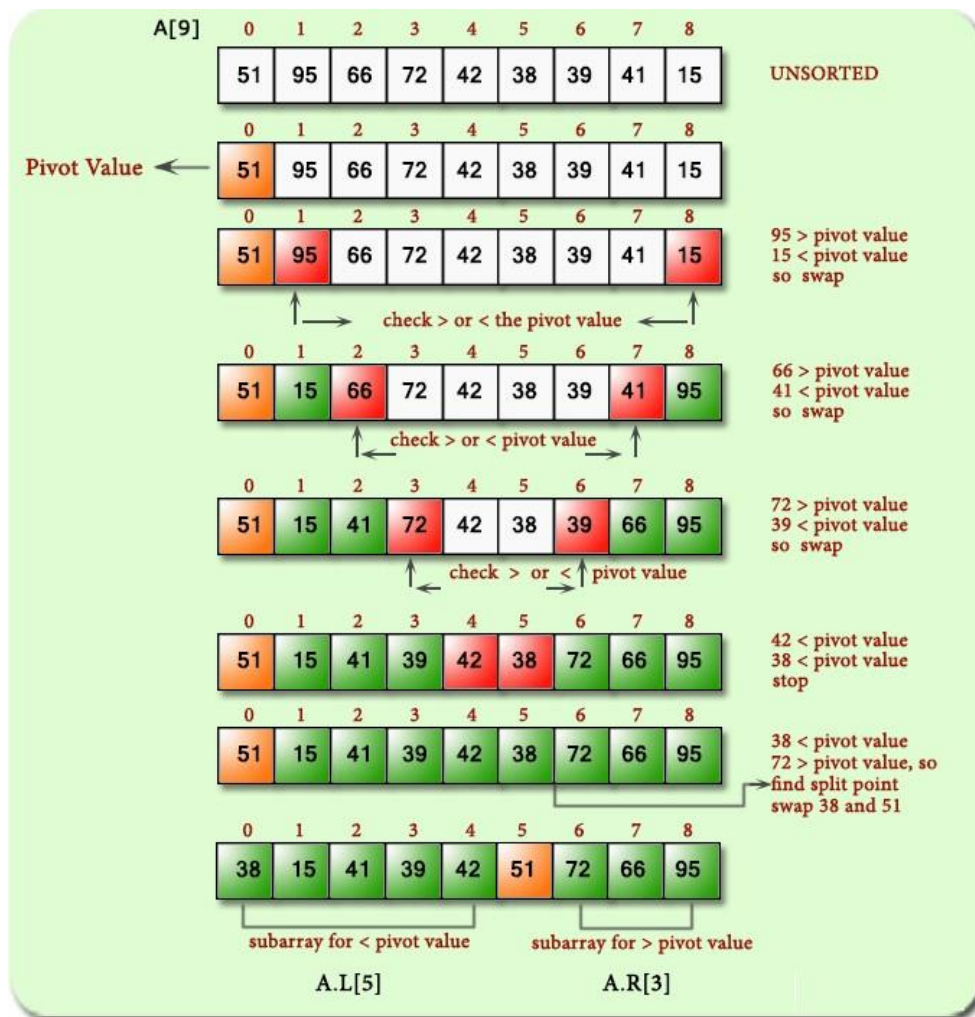 A[9]
0 1 2 3 4 5 6 7 8
51 95 66 72 42 38 39 41 15
UNSORTED
0 1 2 3 4 5 6 7 8
Pivot Value
51 95 66 72 42 38 39 41 15
0 1 2 3 4 5 6 7 8
51 95 66 72 42 38 39 41 15
95 > pivot value
15 < pivot value
so swap
check > or < the pivot value
0 1 2 3 4 5 6 7 8
51 15 66 72 42 38 39 41 95
66 > pivot value
41 < pivot value
so swap
check > or < pivot value
0 1 2 3 4 5 6 7 8
51 15 41 72 42 38 39 66 95
72 > pivot value
39 < pivot value
so swap
check > or < pivot value
0 1 2 3 4 5 6 7 8
51 15 41 39 42 38 72 66 95
42 < pivot value
38 < pivot value
stop
0 1 2 3 4 5 6 7 8
51 15 41 39 42 38 72 66 95
38 < pivot value
72 > pivot value, so
find split point
swap 38 and 51
0 1 2 3 4 5 6 7 8
38 15 41 39 42 51 72 66 95
subarray for < pivot value
subarray for > pivot value
A.L[5]
A.R[3]